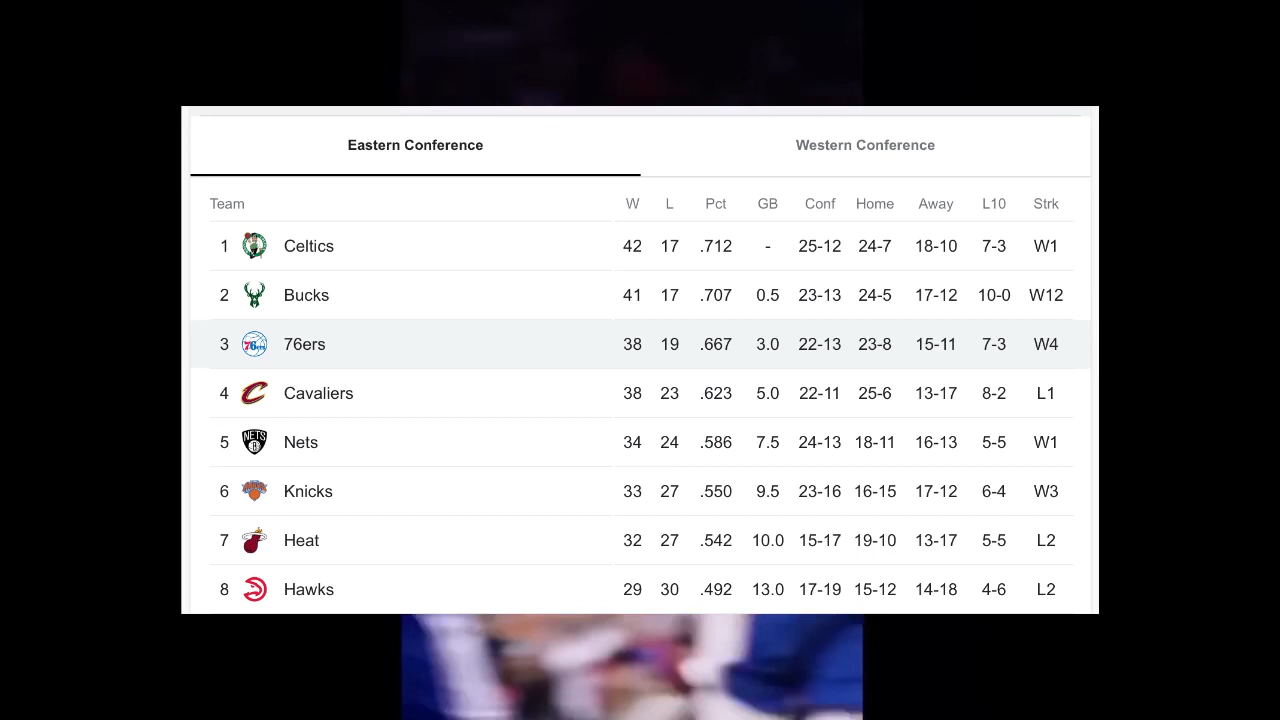 Eastern Conference Western Conference
Team W L Pct GB Conf Home Away L10 Strk
1 Celtics 42 17 .712 - 25-12 24-7 18-10 7-3 W1
2 Bucks 41 17 .707 0.5 23-13 24-5 17-12 10-0 W12
3 76ers 38 19 .667 3.0 22-13 23-8 15-11 7-3 W4
4 Cavaliers 38 23 .623 5.0 22-11 25-6 13-17 8-2 L1
5 NETS B Nets 34 24 .586 7.5 24-13 18-11 16-13 5-5 W1
6 Knicks 33 27 .550 9.5 23-16 16-15 17-12 6-4 W3
7 Heat 32 27 .542 10.0 15-17 19-10 13-17 5-5 L2
8 Hawks 29 30 .492 13.0 17-19 15-12 14-18 4-6 L2